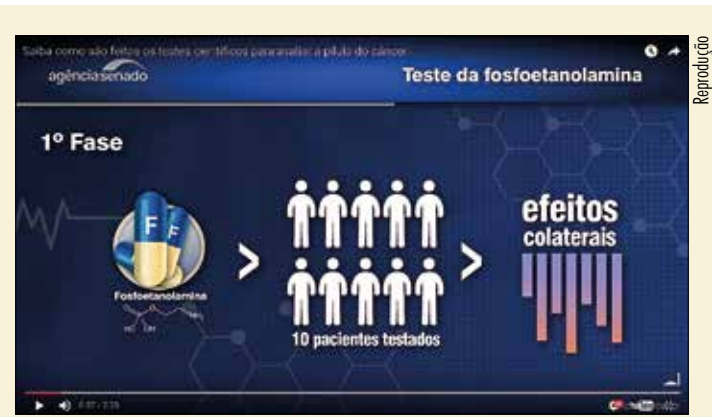 Saiba como são feitos os testes científicos para analisar a pílula do câncer
agênciasenado
Teste da fosfoetanolamina
Reprodução
1º Fase
F
F
Fosfoetanolamina
>
>
10 pacientes testados
efeitos
colaterais